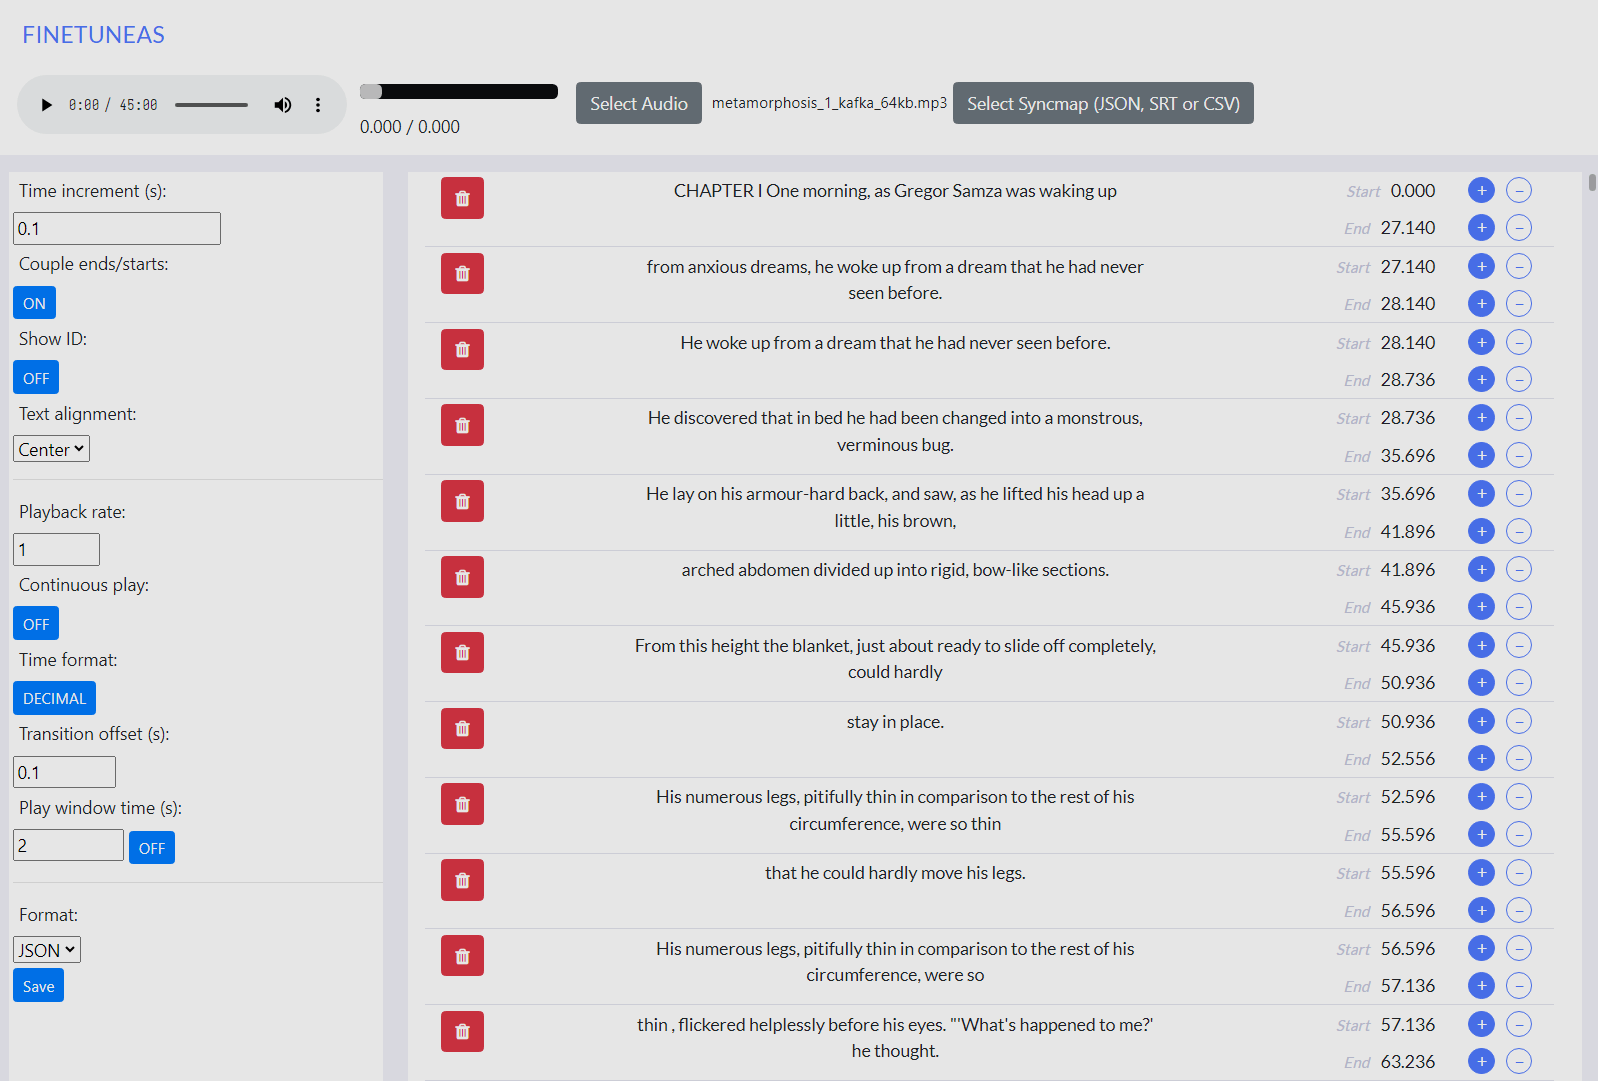 FINETUNEAS
0:00 / 45:00
0.000 / 0.000
Select Audio
metamorphosis_1_kafka_64kb.mp3
Select Syncmap (JSON, SRT or CSV)
Time increment (s):
0.1
Couple ends/starts:
ON
Show ID:
OFF
Text alignment:
Center
Playback rate:
1
Continuous play:
OFF
Time format:
DECIMAL
Transition offset (s):
0.1
Play window time (s):
2
OFF
Format:
JSON
Save
CHAPTER I One morning, as Gregor Samza was waking up
Start 0.000 + −
End 27.140 + −
from anxious dreams, he woke up from a dream that he had never
seen before.
Start 27.140 + −
End 28.140 + −
He woke up from a dream that he had never seen before.
Start 28.140 + −
End 28.736 + −
He discovered that in bed he had been changed into a monstrous,
verminous bug.
Start 28.736 + −
End 35.696 + −
He lay on his armour-hard back, and saw, as he lifted his head up a
little, his brown,
Start 35.696 + −
End 41.896 + −
arched abdomen divided up into rigid, bow-like sections.
Start 41.896 + −
End 45.936 + −
From this height the blanket, just about ready to slide off completely,
could hardly
Start 45.936 + −
End 50.936 + −
stay in place.
Start 50.936 + −
End 52.556 + −
His numerous legs, pitifully thin in comparison to the rest of his
circumference, were so thin
Start 52.596 + −
End 55.596 + −
that he could hardly move his legs.
Start 55.596 + −
End 56.596 + −
His numerous legs, pitifully thin in comparison to the rest of his
circumference, were so
Start 56.596 + −
End 57.136 + −
thin , flickered helplessly before his eyes. "'What's happened to me?'
he thought.
Start 57.136 + −
End 63.236 + −